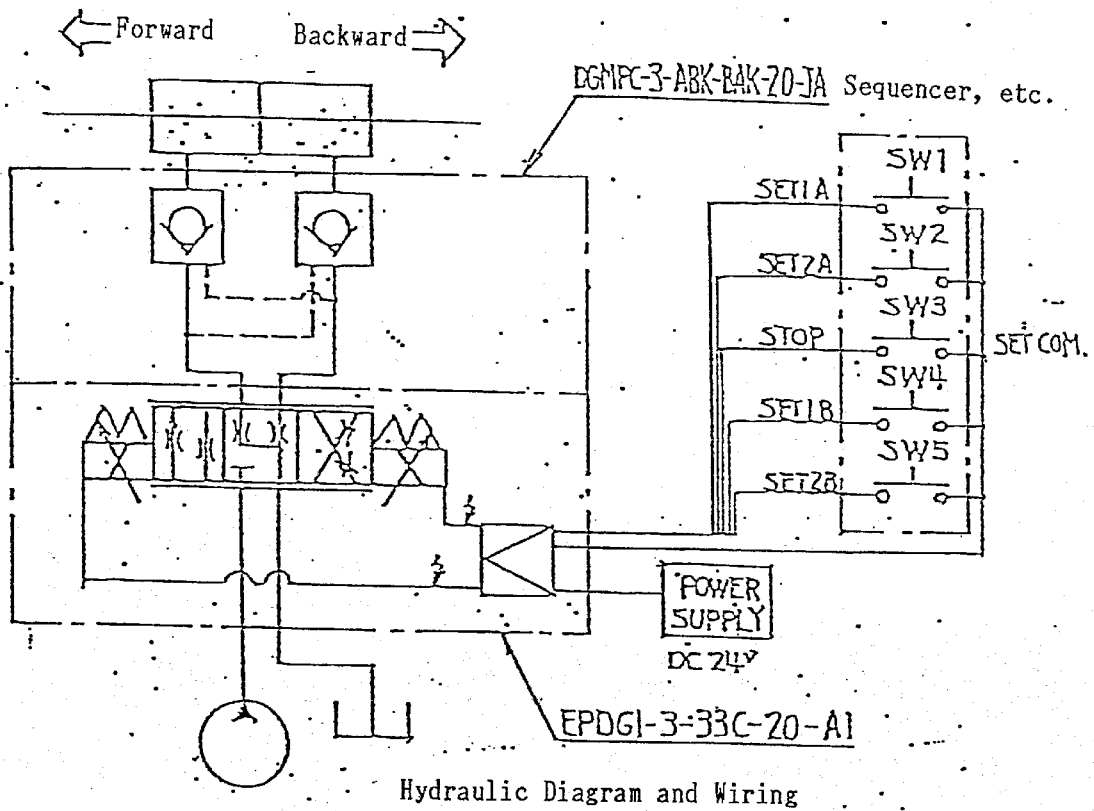 Forward
Backward
DGMPC-3-ABK-BAK-20-JA Sequencer, etc.
SW1
SET1A
SW2
SET2A
SW3
STOP
SET COM.
SW4
SET1B
SW5
SET2B
POWER
SUPPLY
DC 24V
EPDG1-3-33C-20-A1
Hydraulic Diagram and Wiring